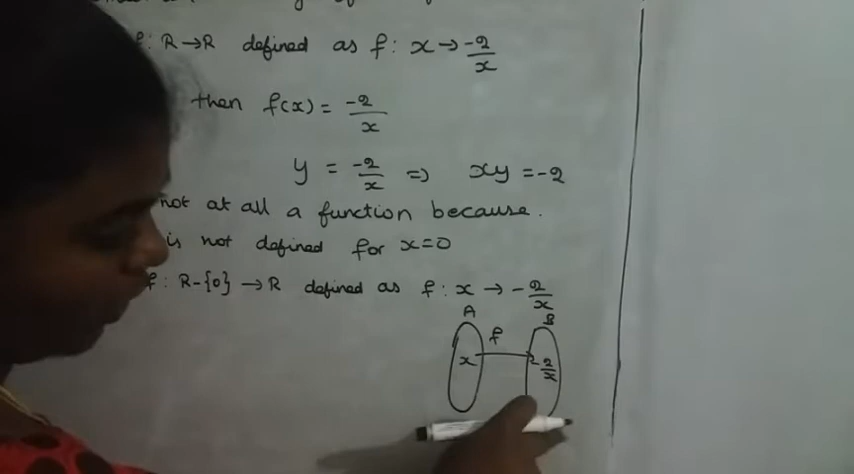 f: R→R defined as f: x→ -2/x
then f(x) = -2/x
y = -2/x => xy = -2
not at all a function because.
is not defined for x=0
f: R-{0} → R defined as f: x → -2/x
A B
f
x -2/x